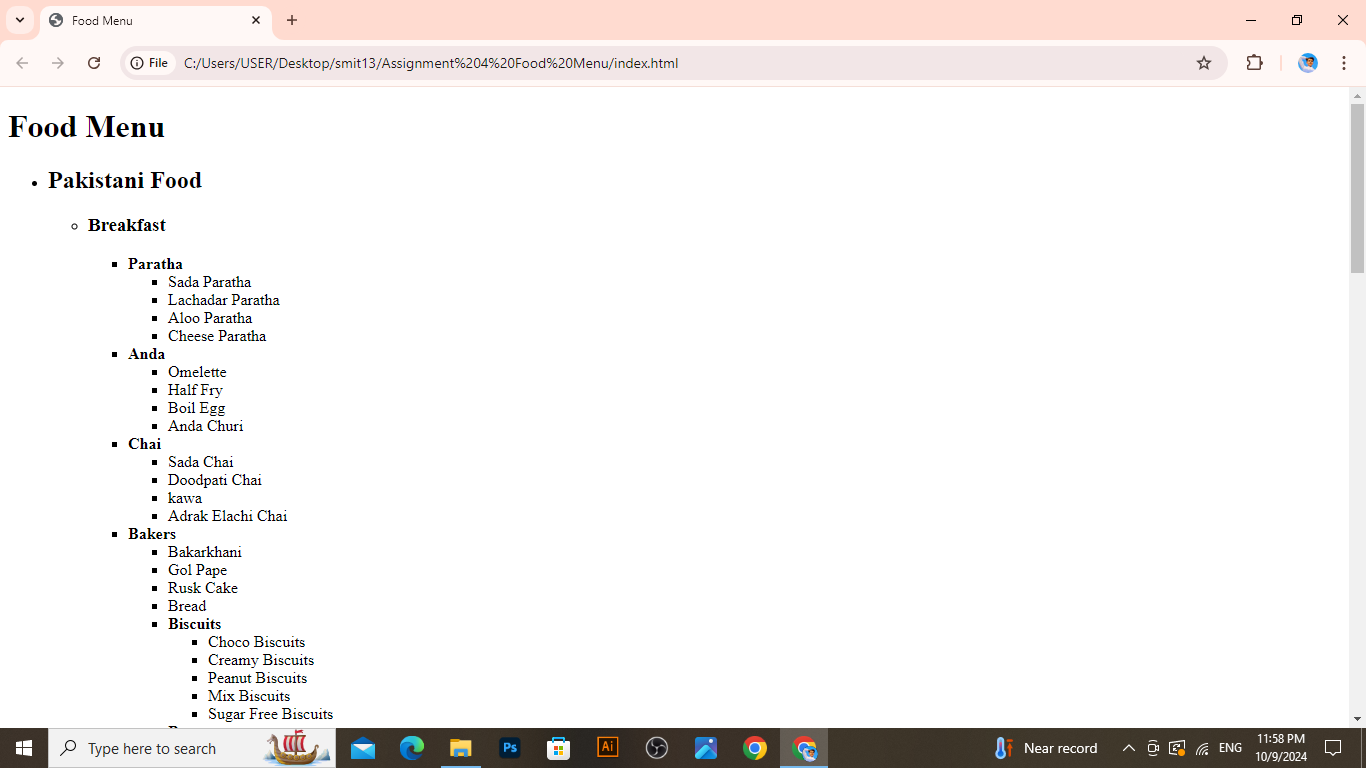 Food Menu
File
C:/Users/USER/Desktop/smit13/Assignment%204%20Food%20Menu/index.html
Food Menu
Pakistani Food
Breakfast
Paratha
Sada Paratha
Lachadar Paratha
Aloo Paratha
Cheese Paratha
Anda
Omelette
Half Fry
Boil Egg
Anda Churi
Chai
Sada Chai
Doodpati Chai
kawa
Adrak Elachi Chai
Bakers
Bakarkhani
Gol Pape
Rusk Cake
Bread
Biscuits
Choco Biscuits
Creamy Biscuits
Peanut Biscuits
Mix Biscuits
Sugar Free Biscuits
Type here to search
Ps
Ai
Near record
ENG
11:58 PM
10/9/2024